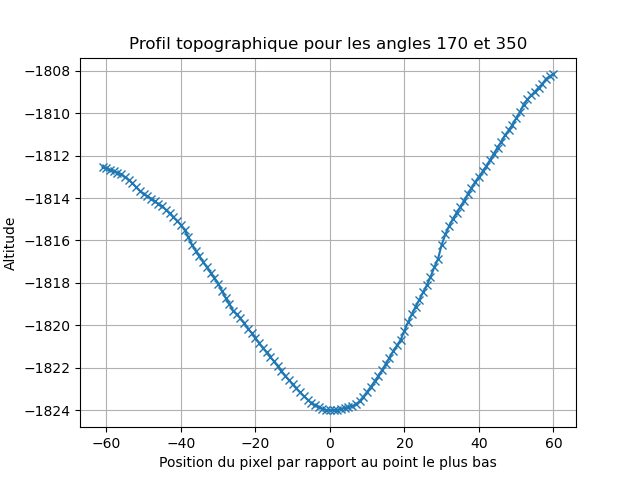 Profil topographique pour les angles 170 et 350
−1808
−1810
−1812
−1814
−1816
−1818
−1820
−1822
−1824
Altitude
−60 −40 −20 0 20 40 60
Position du pixel par rapport au point le plus bas